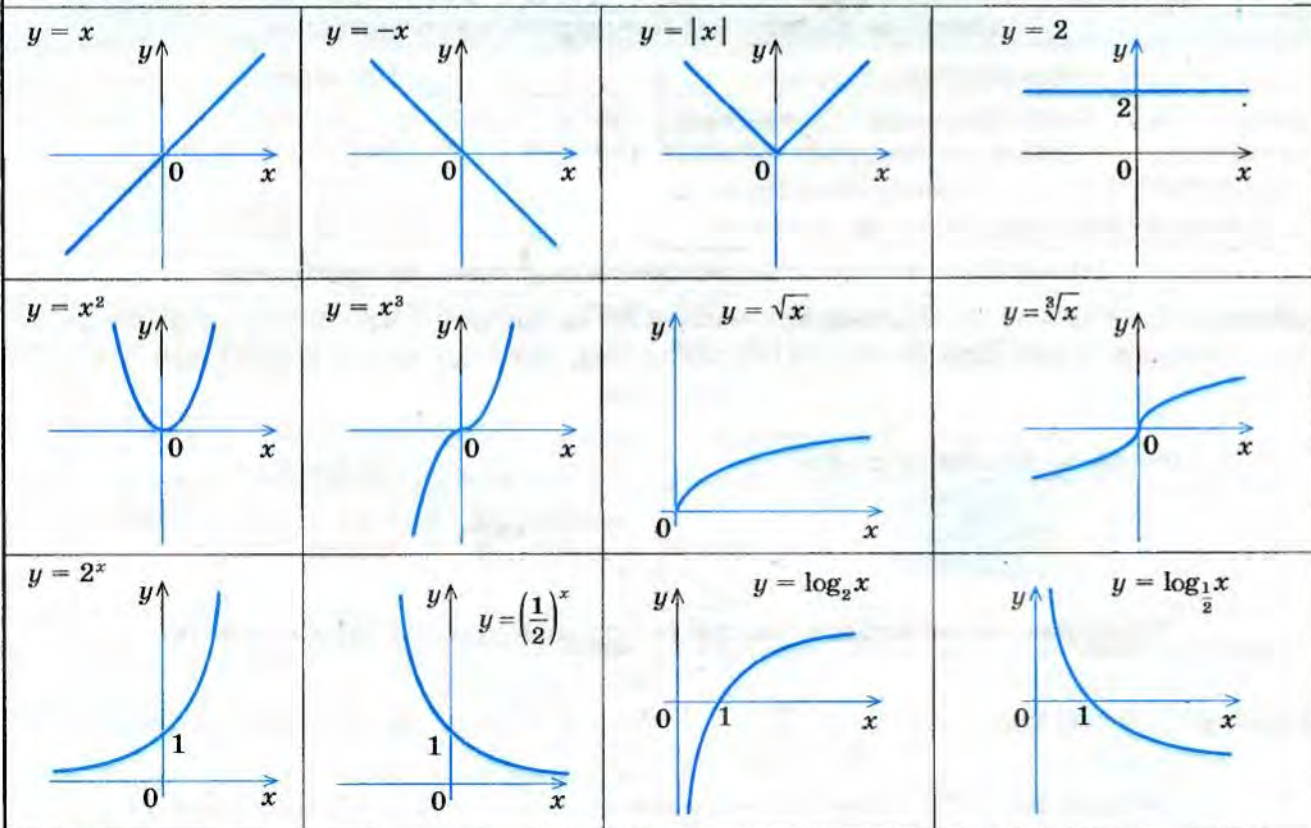 y = x
y
0
x
y = −x
y
0
x
y = |x|
y
0
x
y = 2
y
2
0
x
y = x²
y
0
x
y = x³
y
0
x
y = √x
y
0
x
y = ∛x
y
0
x
y = 2ˣ
y
1
0
x
y = (1/2)ˣ
y
1
0
x
y = log₂x
y
0
1
x
y = log_{1/2}x
y
0
1
x